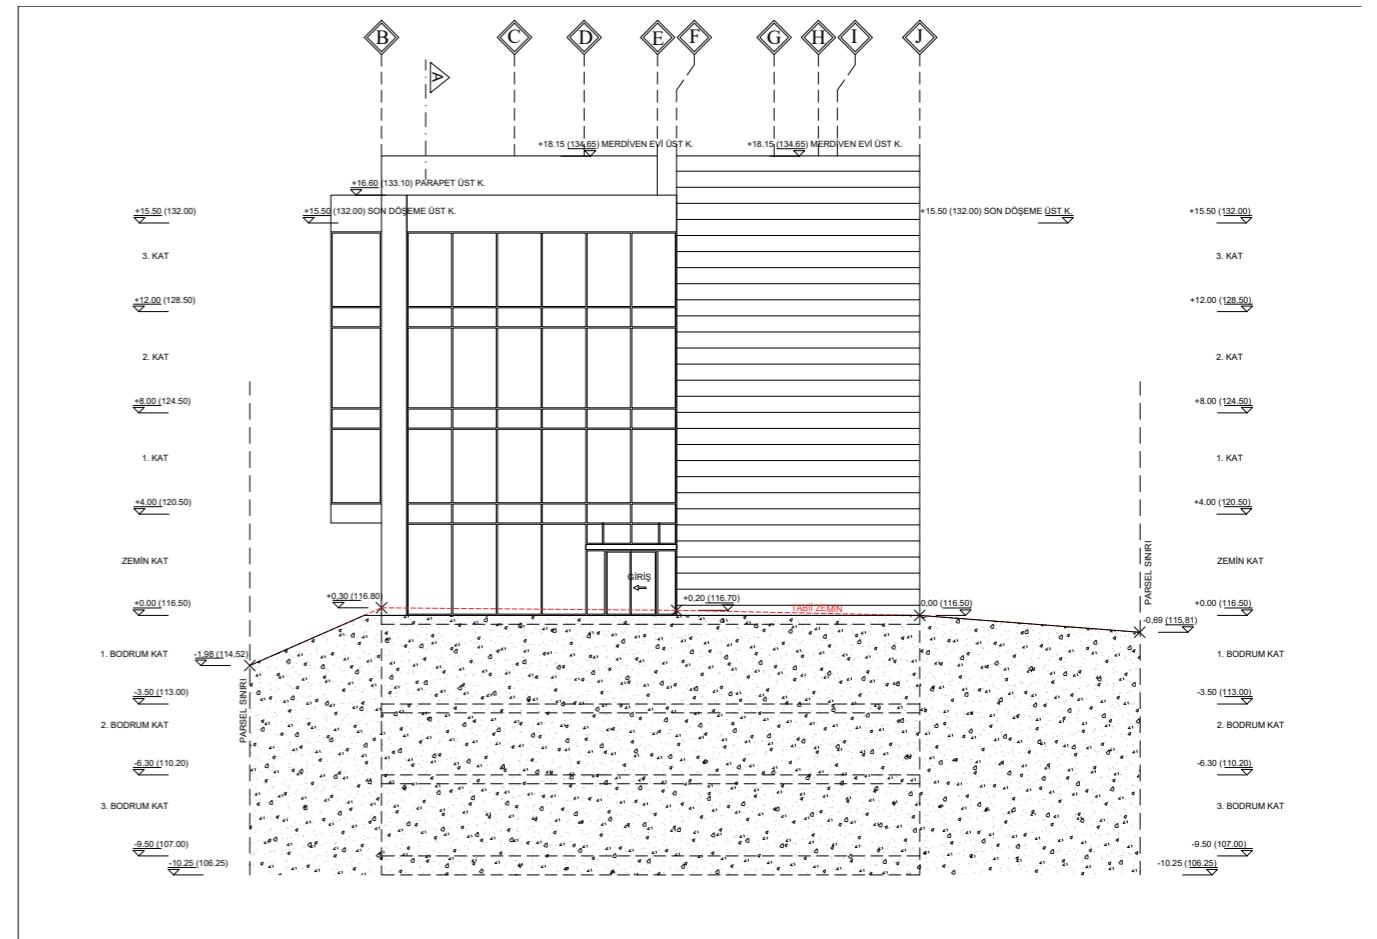 B C D E F G H I J
A
+18.15 (134.65) MERDİVEN EVİ ÜST K. +18.15 (134.65) MERDİVEN EVİ ÜST K.
+16.60 (133.10) PARAPET ÜST K.
+15.50 (132.00) +15.50 (132.00) SON DÖŞEME ÜST K. +15.50 (132.00) SON DÖŞEME ÜST K. +15.50 (132.00)
3. KAT 3. KAT
+12.00 (128.50) +12.00 (128.50)
2. KAT 2. KAT
+8.00 (124.50) +8.00 (124.50)
1. KAT 1. KAT
+4.00 (120.50) +4.00 (120.50)
ZEMİN KAT ZEMİN KAT
PARSEL SINIRI
GİRİŞ
+0,30 (116.80) +0,20 (116.70)
+0.00 (116.50) TABİİ ZEMİN 0,00 (116.50) +0.00 (116.50)
-0,69 (115,81)
1. BODRUM KAT -1,98 (114,52) 1. BODRUM KAT
PARSEL SINIRI
-3.50 (113.00) -3.50 (113.00)
2. BODRUM KAT 2. BODRUM KAT
-6.30 (110.20) -6.30 (110.20)
3. BODRUM KAT 3. BODRUM KAT
-9.50 (107.00) -9.50 (107.00)
-10.25 (106.25) -10.25 (106.25)